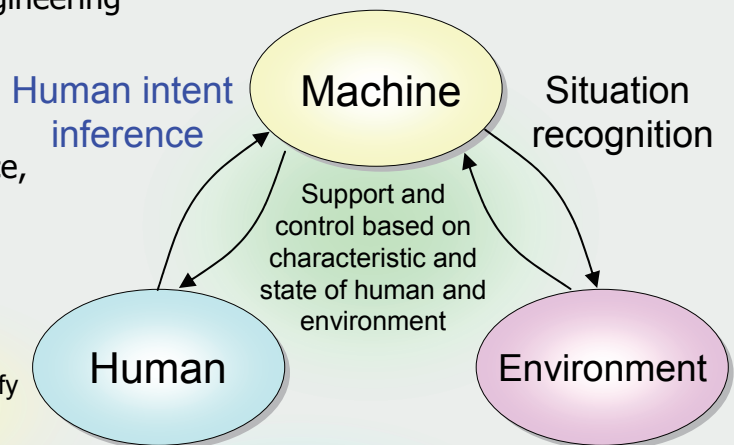 Human intent
inference
Machine
Situation
recognition
Support and
control based on
characteristic and
state of human and
environment
Human
Environment